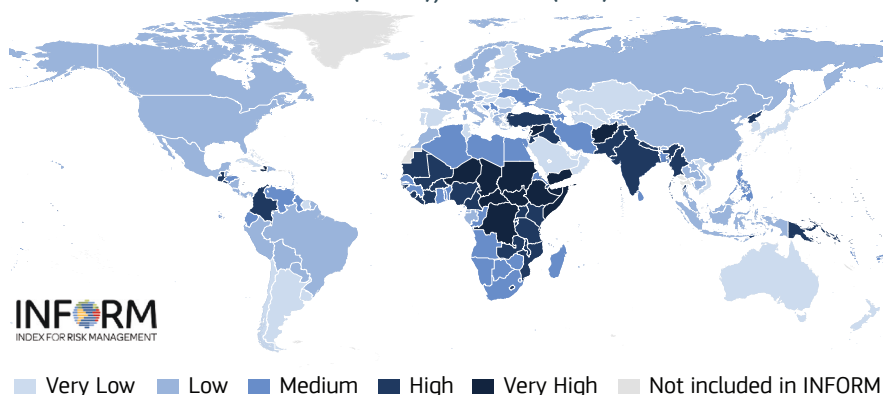 INFORM
INDEX FOR RISK MANAGEMENT
Very Low Low Medium High Very High Not included in INFORM